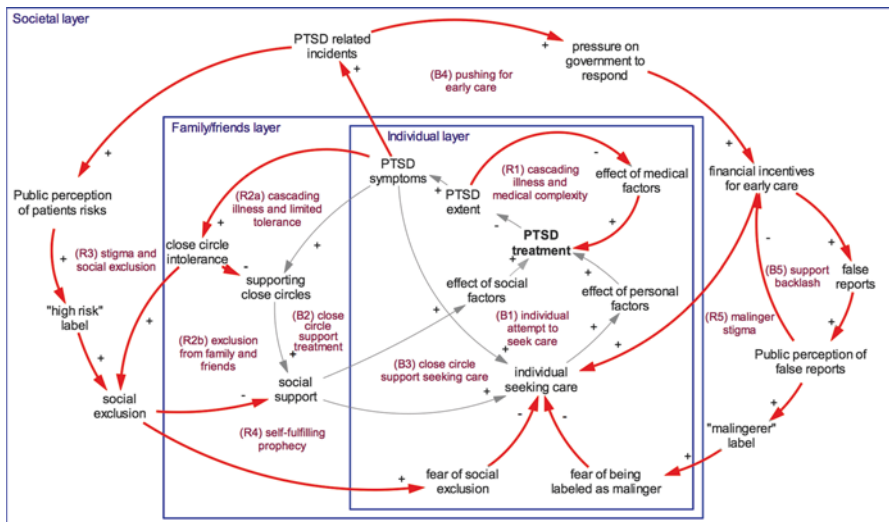 Societal layer
PTSD related
incidents
pressure on
government to
respond
(B4) pushing for
early care
Family/friends layer
Individual layer
PTSD
symptoms
(R1) cascading
illness and
medical complexity
effect of medical
factors
financial incentives
for early care
Public perception
of patients risks
(R2a) cascading
illness and limited
tolerance
PTSD
extent
PTSD
treatment
(R3) stigma and
social exclusion
close circle
intolerance
supporting
close circles
effect of social
factors
effect of personal
factors
(B5) support
backlash
false
reports
"high risk"
label
(B2) close
circle
support
treatment
(B1) individual
attempt to
seek care
(R5) malinger
stigma
(R2b) exclusion
from family and
friends
(B3) close circle
support seeking care
Public perception of
false reports
social
exclusion
social
support
individual
seeking care
"malingerer"
label
(R4) self-fulfilling
prophecy
fear of social
exclusion
fear of being
labeled as malinger